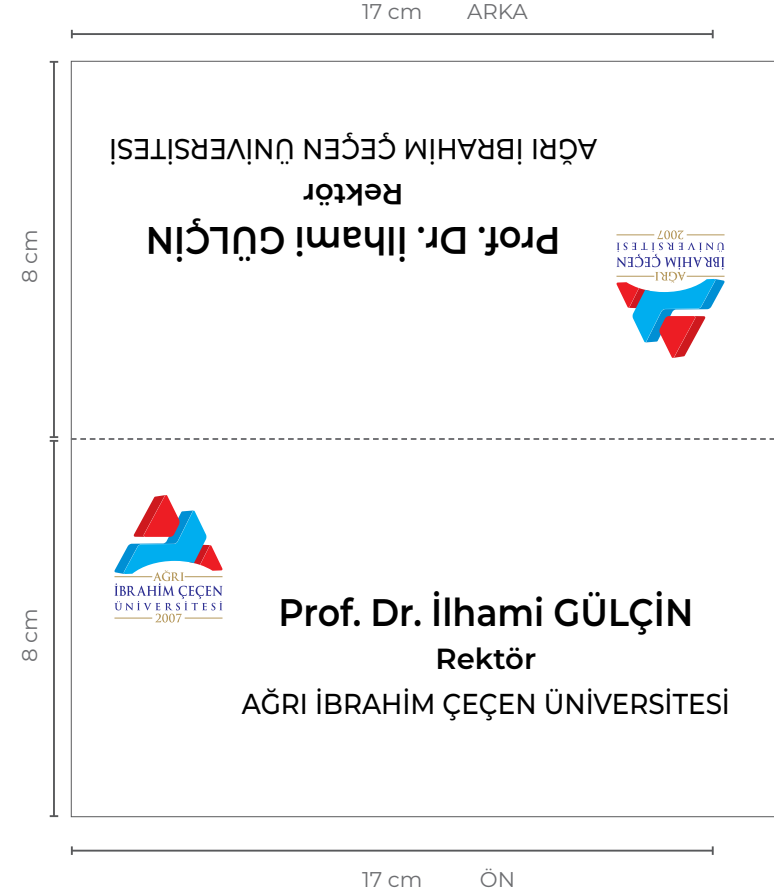 17 cm ARKA
AĞRI İBRAHİM ÇEÇEN ÜNİVERSİTESİ
Rektör
Prof. Dr. İlhami GÜLÇİN
2007
ÜNİVERSİTESİ
İBRAHİM ÇEÇEN
AĞRI
8 cm
AĞRI
İBRAHİM ÇEÇEN
ÜNİVERSİTESİ
2007
8 cm
Prof. Dr. İlhami GÜLÇİN
Rektör
AĞRI İBRAHİM ÇEÇEN ÜNİVERSİTESİ
17 cm ÖN